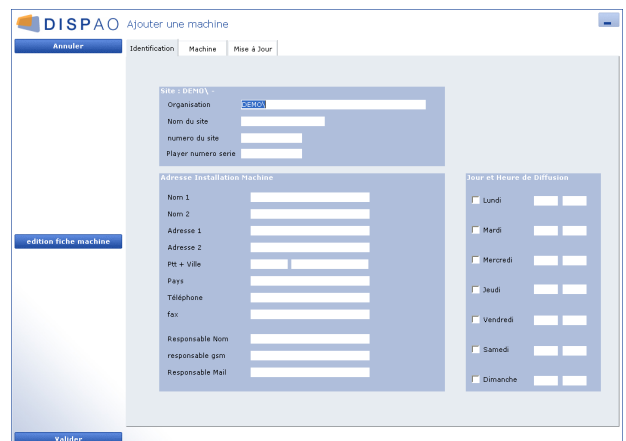 DISPAO Ajouter une machine
Annuler
Identification Machine Mise à Jour
Site : DEMO\ -
Organisation DEMO\
Nom du site
numero du site
Player numero serie
Adresse Installation Machine
Nom 1
Nom 2
Adresse 1
Adresse 2
Ptt + Ville
Pays
Téléphone
fax
Responsable Nom
responsable gsm
Responsable Mail
Jour et Heure de Diffusion
Lundi
Mardi
Mercredi
Jeudi
Vendredi
Samedi
Dimanche
edition fiche machine
Valider